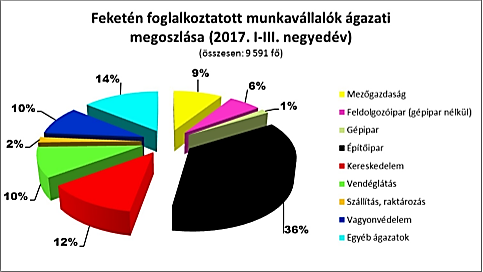 Feketén foglalkoztatott munkavállalók ágazati
megoszlása (2017. I-III. negyedév)
(összesen: 9 591 fő)
9%
6%
1%
36%
12%
10%
2%
10%
14%
Mezőgazdaság
Feldolgozóipar (gépipar nélkül)
Gépipar
Építőipar
Kereskedelem
Vendéglátás
Szállítás, raktározás
Vagyonvédelem
Egyéb ágazatok